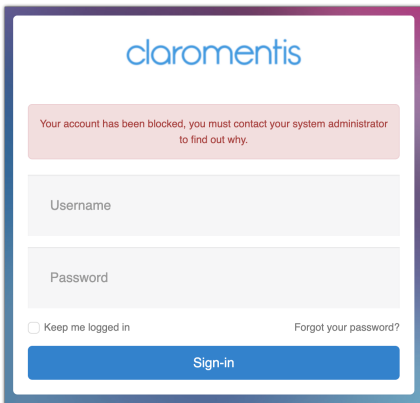 claromentis
Your account has been blocked, you must contact your system administrator
to find out why.
Username
Password
Keep me logged in
Forgot your password?
Sign-in